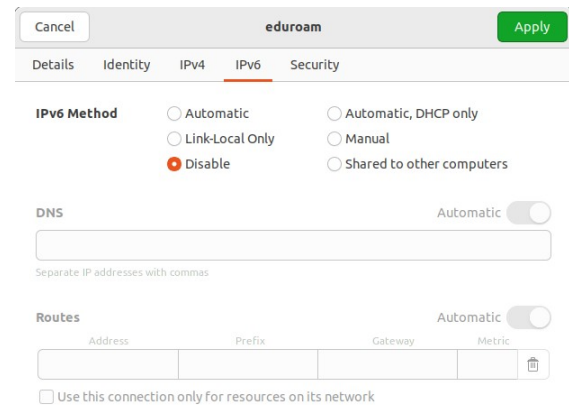 Cancel eduroam Apply
Details Identity IPv4 IPv6 Security
IPv6 Method Automatic Automatic, DHCP only
Link-Local Only Manual
Disable Shared to other computers
DNS Automatic
Separate IP addresses with commas
Routes Automatic
Address Prefix Gateway Metric
Use this connection only for resources on its network